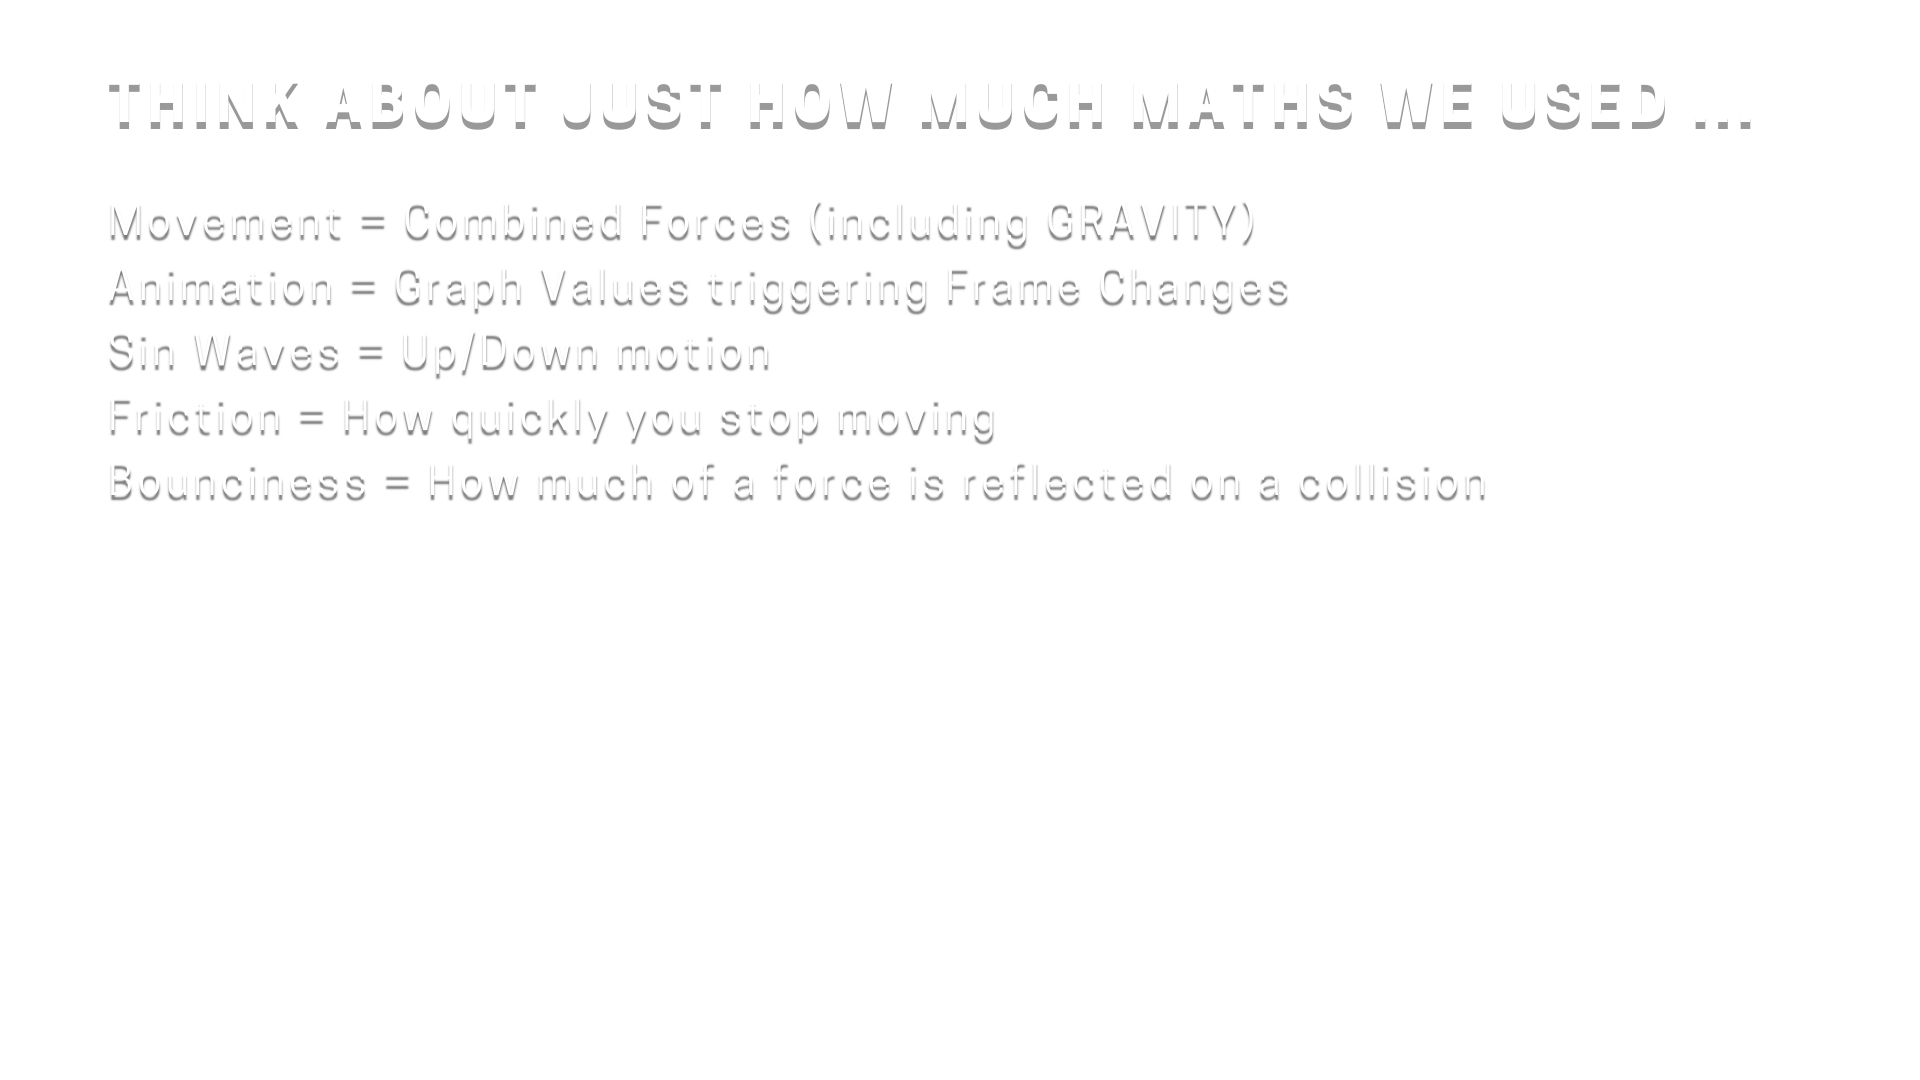 THINK ABOUT JUST HOW MUCH MATHS WE USED ...
Movement = Combined Forces (including GRAVITY)
Animation = Graph Values triggering Frame Changes
Sin Waves = Up/Down motion
Friction = How quickly you stop moving
Bounciness = How much of a force is reflected on a collision